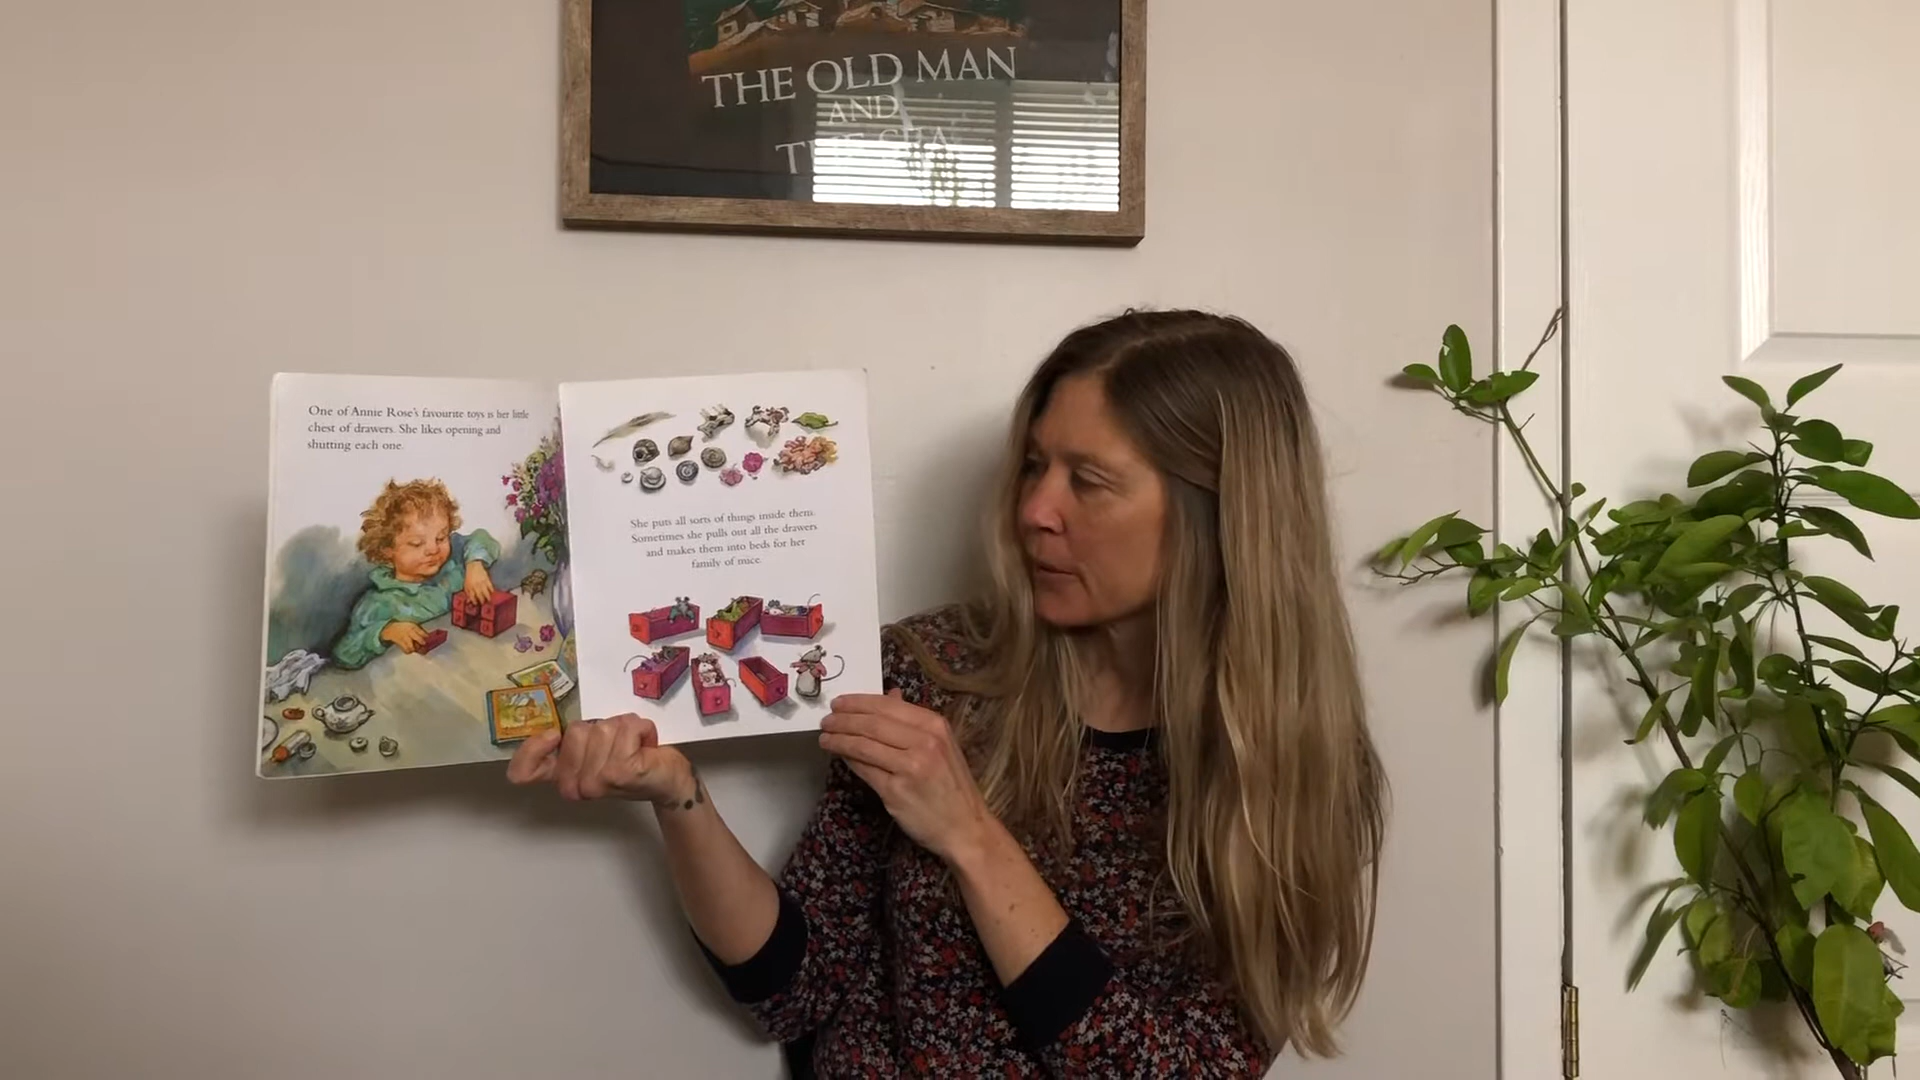 THE OLD MAN
AND
THE SEA
One of Annie Rose's favourite toys is her little
chest of drawers. She likes opening and
shutting each one.
She puts all sorts of things inside them.
Sometimes she pulls out all the drawers
and makes them into beds for her
family of mice.